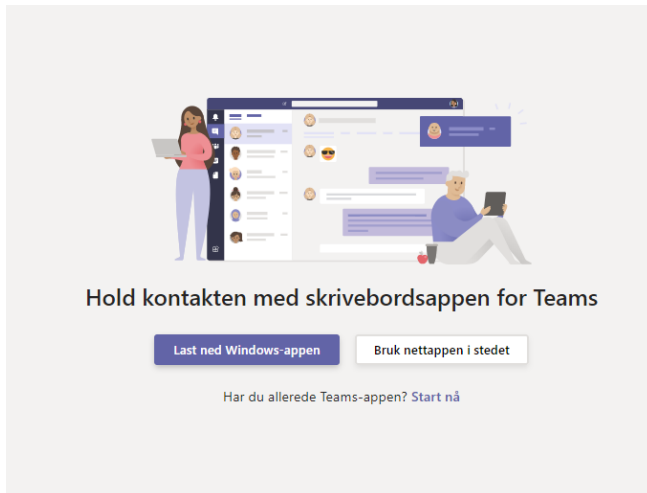 Hold kontakten med skrivebordsappen for Teams
Last ned Windows-appen
Bruk nettappen i stedet
Har du allerede Teams-appen? Start nå